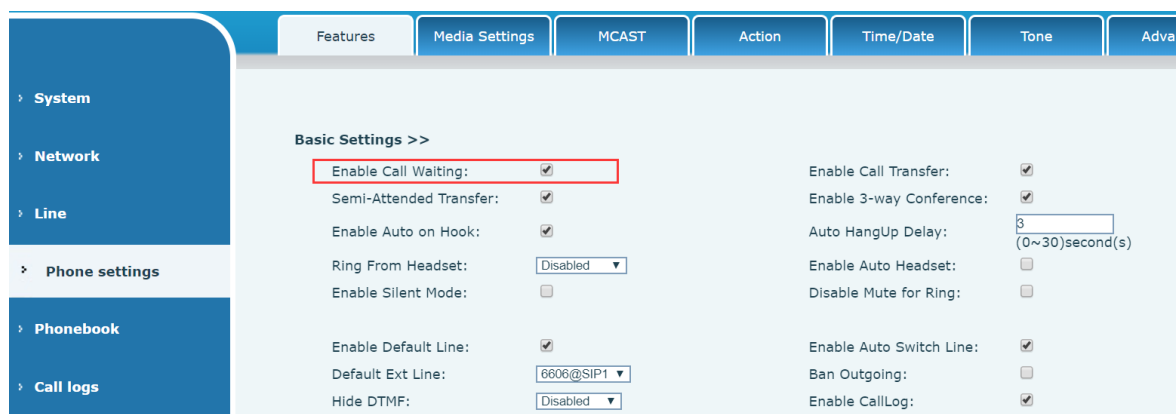 Features Media Settings MCAST Action Time/Date Tone Adva
System
Network
Line
Phone settings
Phonebook
Call logs
Basic Settings >>
Enable Call Waiting: Enable Call Transfer:
Semi-Attended Transfer: Enable 3-way Conference:
Enable Auto on Hook: Auto HangUp Delay: 3
(0~30)second(s)
Ring From Headset: Disabled Enable Auto Headset:
Enable Silent Mode: Disable Mute for Ring:
Enable Default Line: Enable Auto Switch Line:
Default Ext Line: 6606@SIP1 Ban Outgoing:
Hide DTMF: Disabled Enable CallLog: